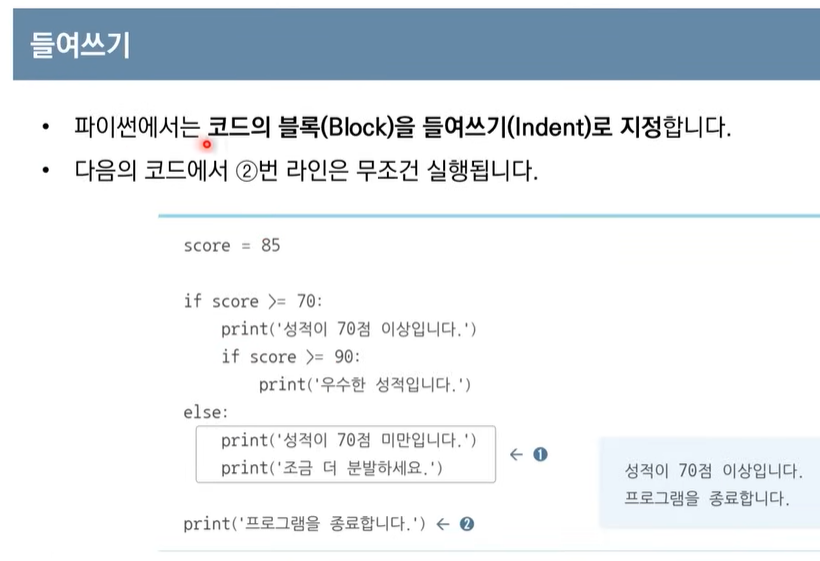 들여쓰기
• 파이썬에서는 코드의 블록(Block)을 들여쓰기(Indent)로 지정합니다.
• 다음의 코드에서 ②번 라인은 무조건 실행됩니다.
score = 85
if score >= 70:
    print('성적이 70점 이상입니다.')
    if score >= 90:
        print('우수한 성적입니다.')
else:
    print('성적이 70점 미만입니다.')
    print('조금 더 분발하세요.') ← ❶
print('프로그램을 종료합니다.') ← ❷
성적이 70점 이상입니다.
프로그램을 종료합니다.